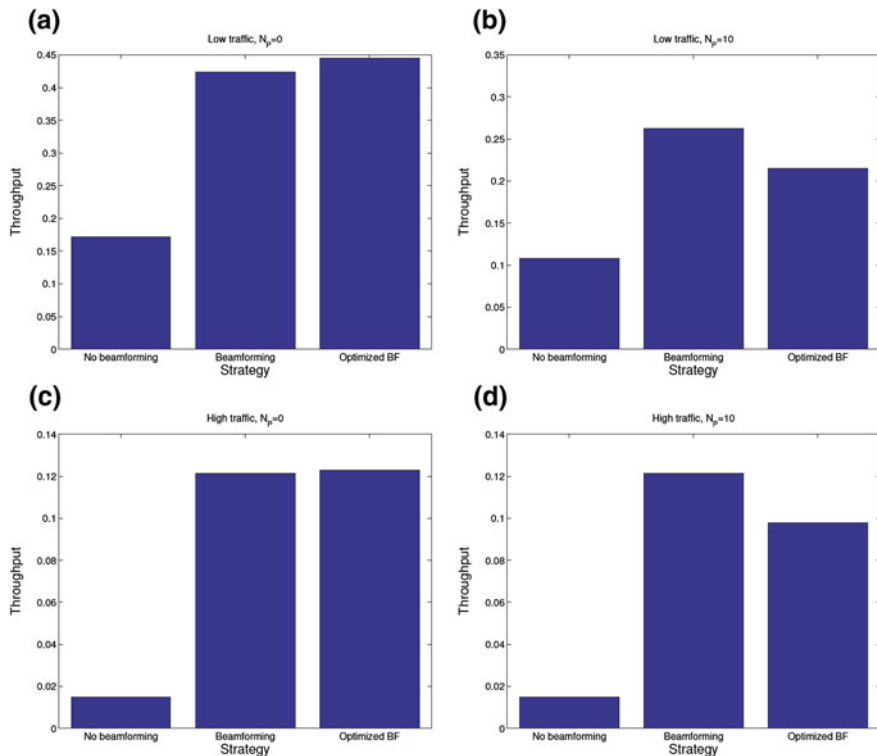 (a)
Low traffic, N_P=0
Throughput
0.45
0.4
0.35
0.3
0.25
0.2
0.15
0.1
0.05
0
No beamforming Beamforming Optimized BF
Strategy
(b)
Low traffic, N_P=10
Throughput
0.35
0.3
0.25
0.2
0.15
0.1
0.05
0
No beamforming Beamforming Optimized BF
Strategy
(c)
High traffic, N_P=0
Throughput
0.14
0.12
0.1
0.08
0.06
0.04
0.02
0
No beamforming Beamforming Optimized BF
Strategy
(d)
High traffic, N_P=10
Throughput
0.14
0.12
0.1
0.08
0.06
0.04
0.02
0
No beamforming Beamforming Optimized BF
Strategy